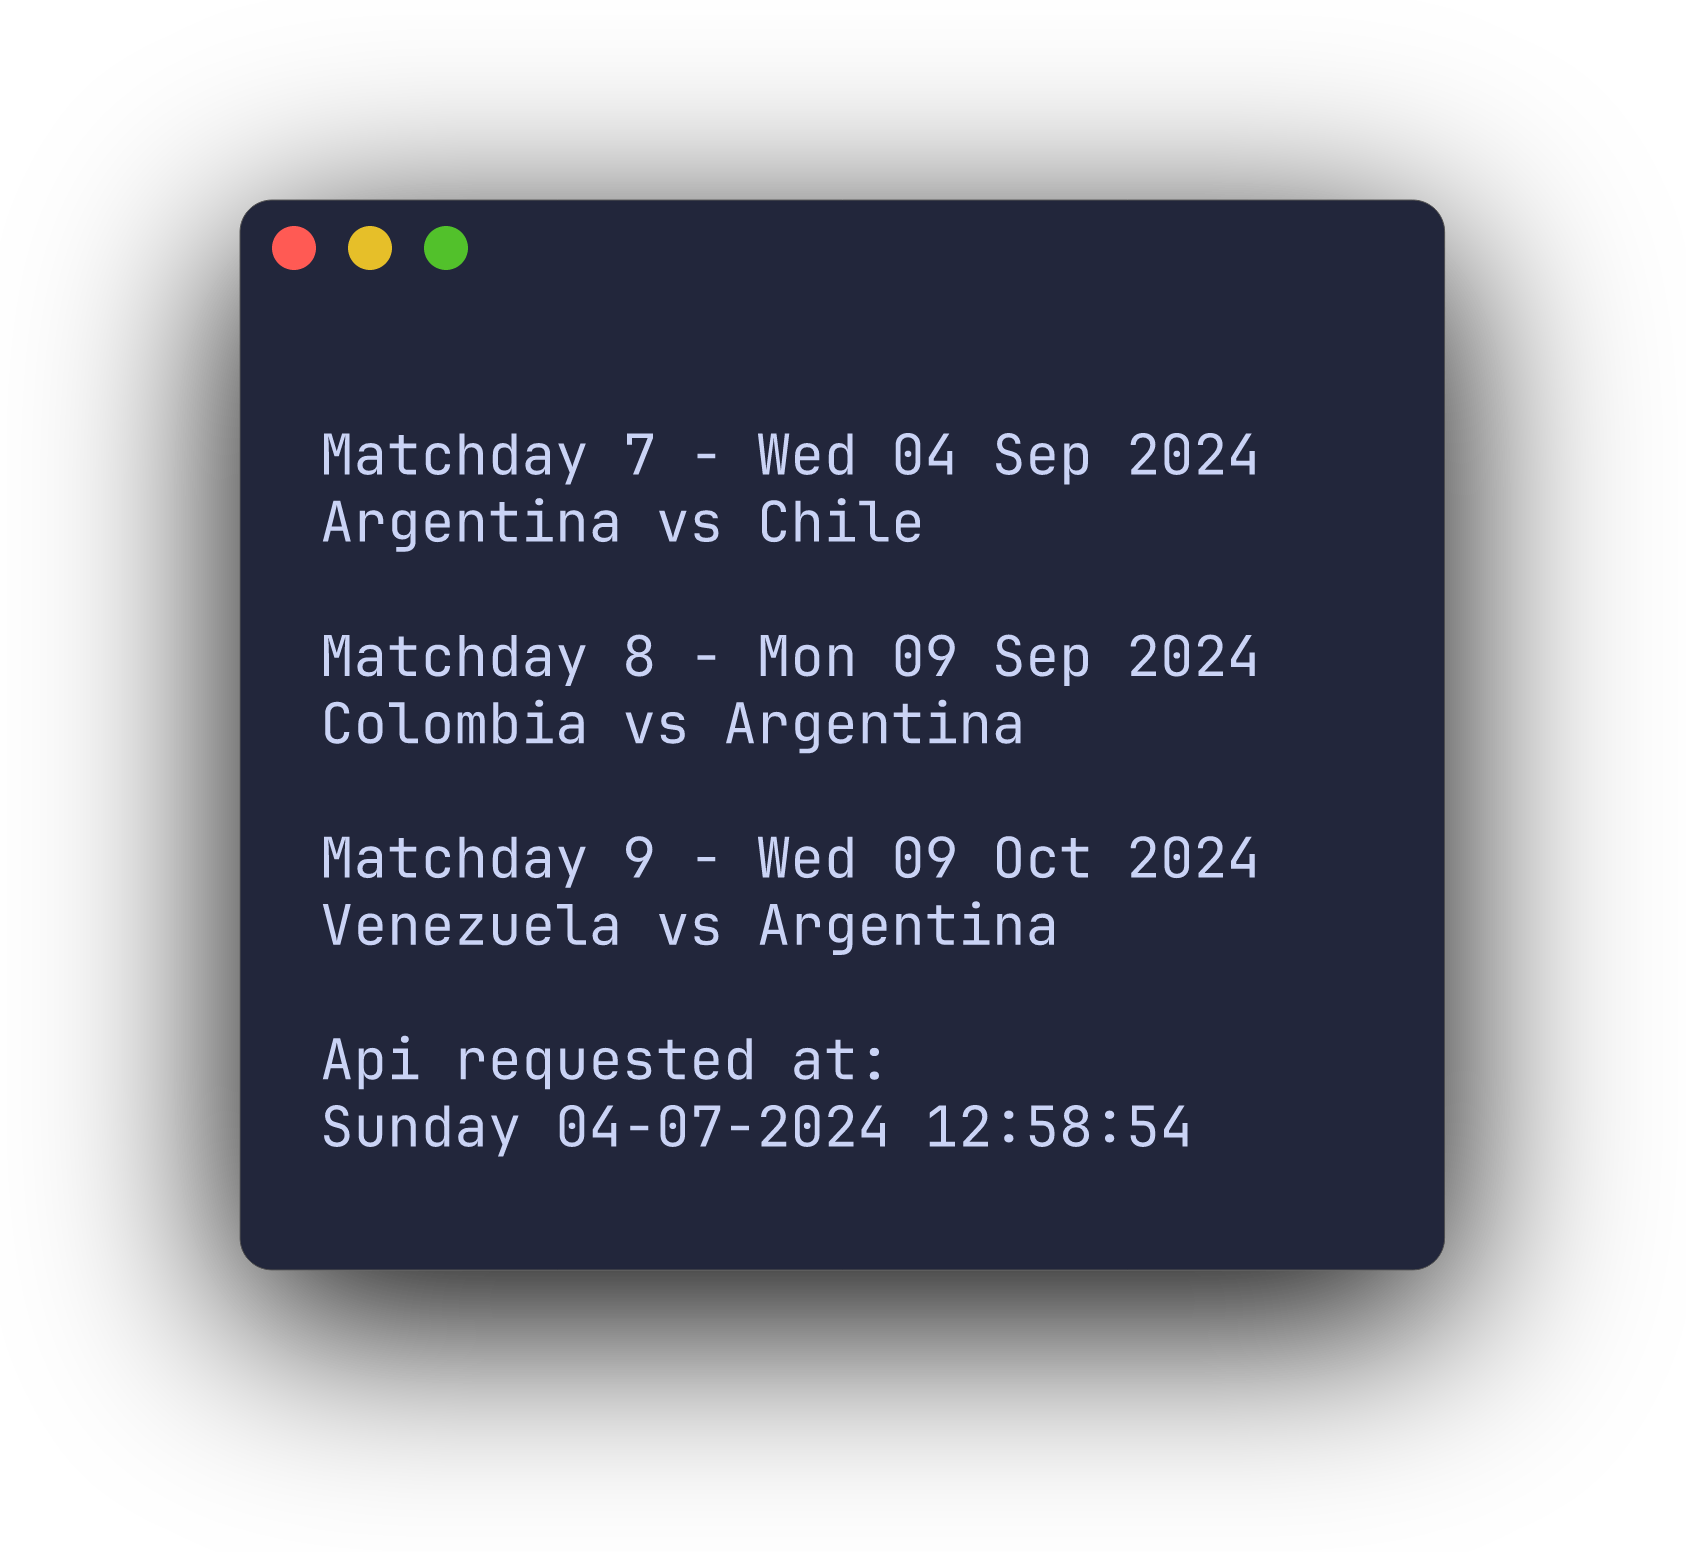 Matchday 7 - Wed 04 Sep 2024
Argentina vs Chile
Matchday 8 - Mon 09 Sep 2024
Colombia vs Argentina
Matchday 9 - Wed 09 Oct 2024
Venezuela vs Argentina
Api requested at:
Sunday 04-07-2024 12:58:54